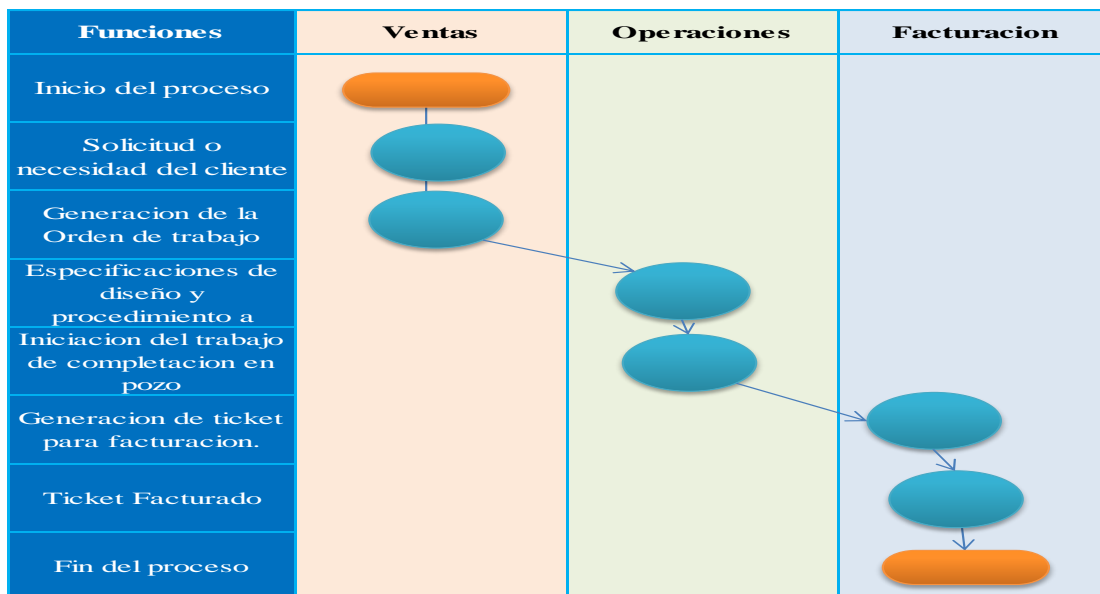 Funciones
Ventas
Operaciones
Facturacion
Inicio del proceso
Solicitud o
necesidad del cliente
Generacion de la
Orden de trabajo
Especificaciones de
diseño y
procedimiento a
Iniciacion del trabajo
de completacion en
pozo
Generacion de ticket
para facturacion.
Ticket Facturado
Fin del proceso